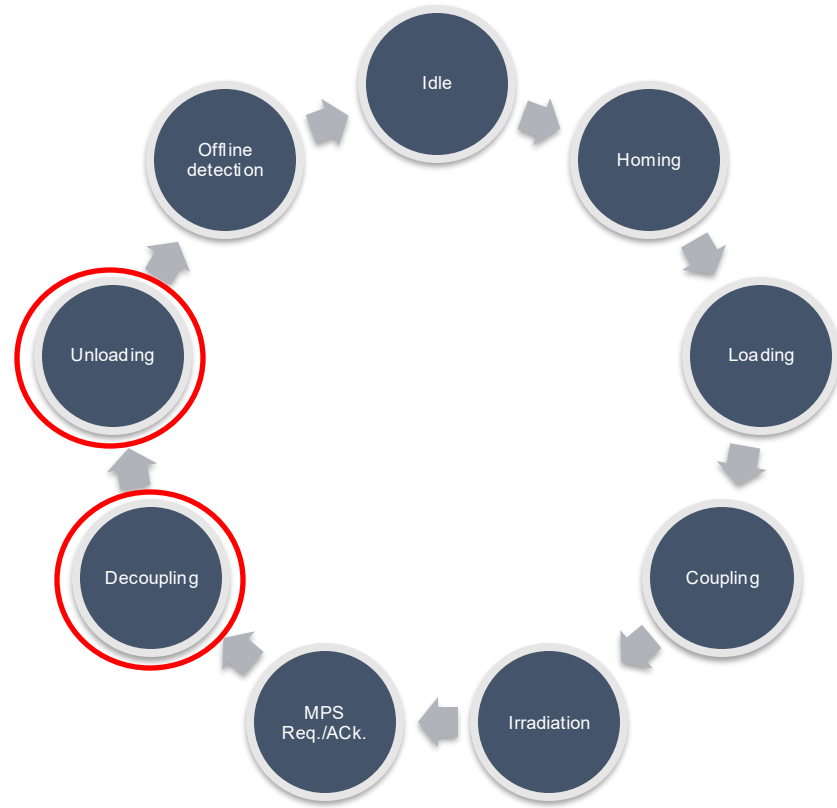 Idle
Homing
Loading
Coupling
Irradiation
MPS
Req./ACk.
Decoupling
Unloading
Offline
detection